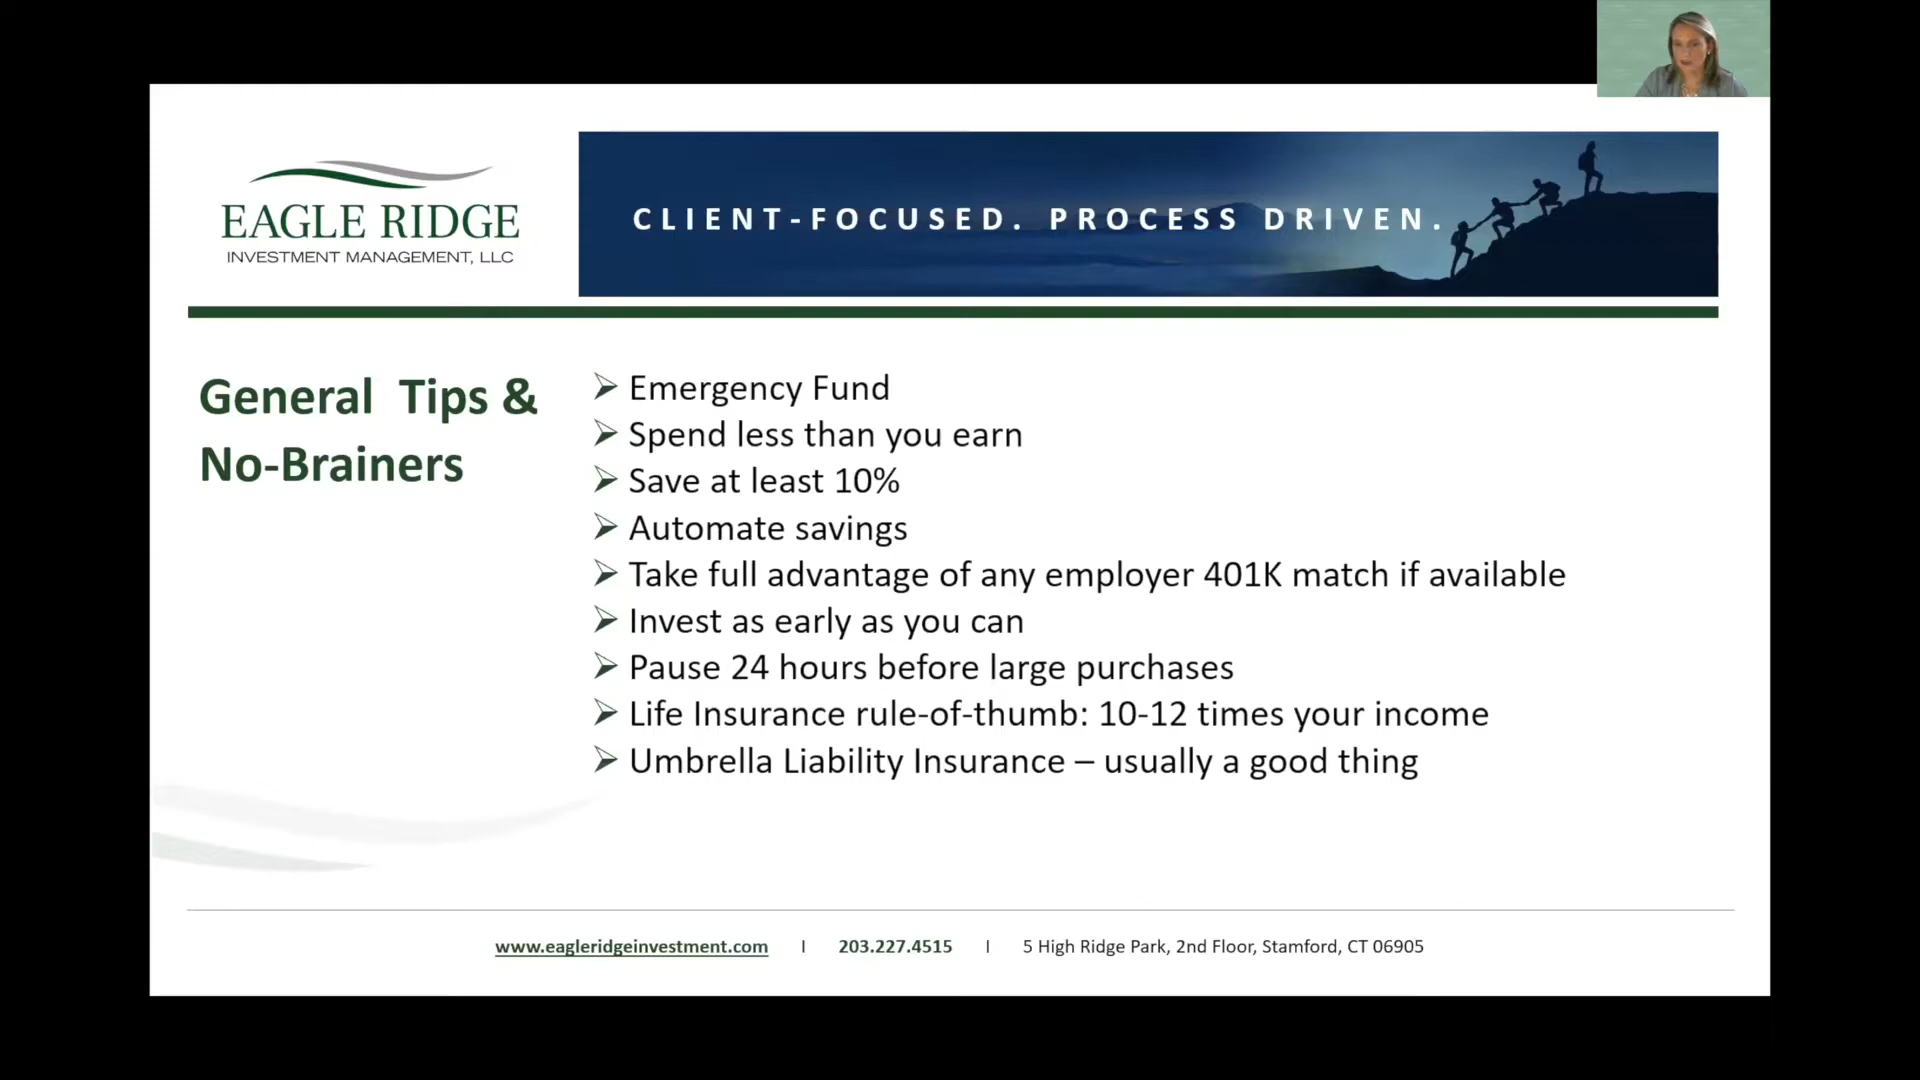 EAGLE RIDGE
INVESTMENT MANAGEMENT, LLC
CLIENT-FOCUSED. PROCESS DRIVEN.
General Tips &
No-Brainers
➢ Emergency Fund
➢ Spend less than you earn
➢ Save at least 10%
➢ Automate savings
➢ Take full advantage of any employer 401K match if available
➢ Invest as early as you can
➢ Pause 24 hours before large purchases
➢ Life Insurance rule-of-thumb: 10-12 times your income
➢ Umbrella Liability Insurance – usually a good thing
www.eagleridgeinvestment.com I 203.227.4515 I 5 High Ridge Park, 2nd Floor, Stamford, CT 06905